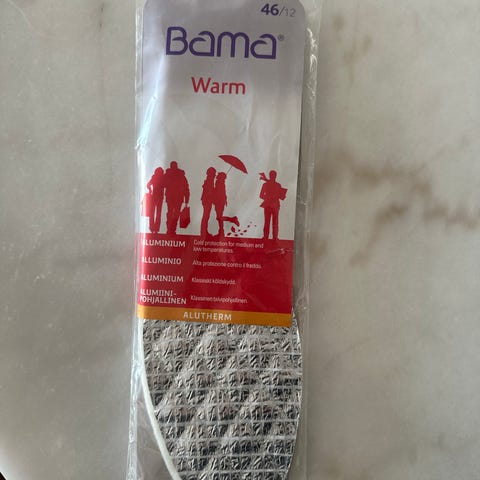 46/12
Bama®
Warm
ALUMINIUM Cold protection for medium and
low temperatures.
ALLUMINIO Alta protezione contro il freddo.
ALUMINIUM Klassiskt köldskydd.
ALUMIINI-
POHJALLINEN Klassinen talvipohjallinen.
ALUTHERM